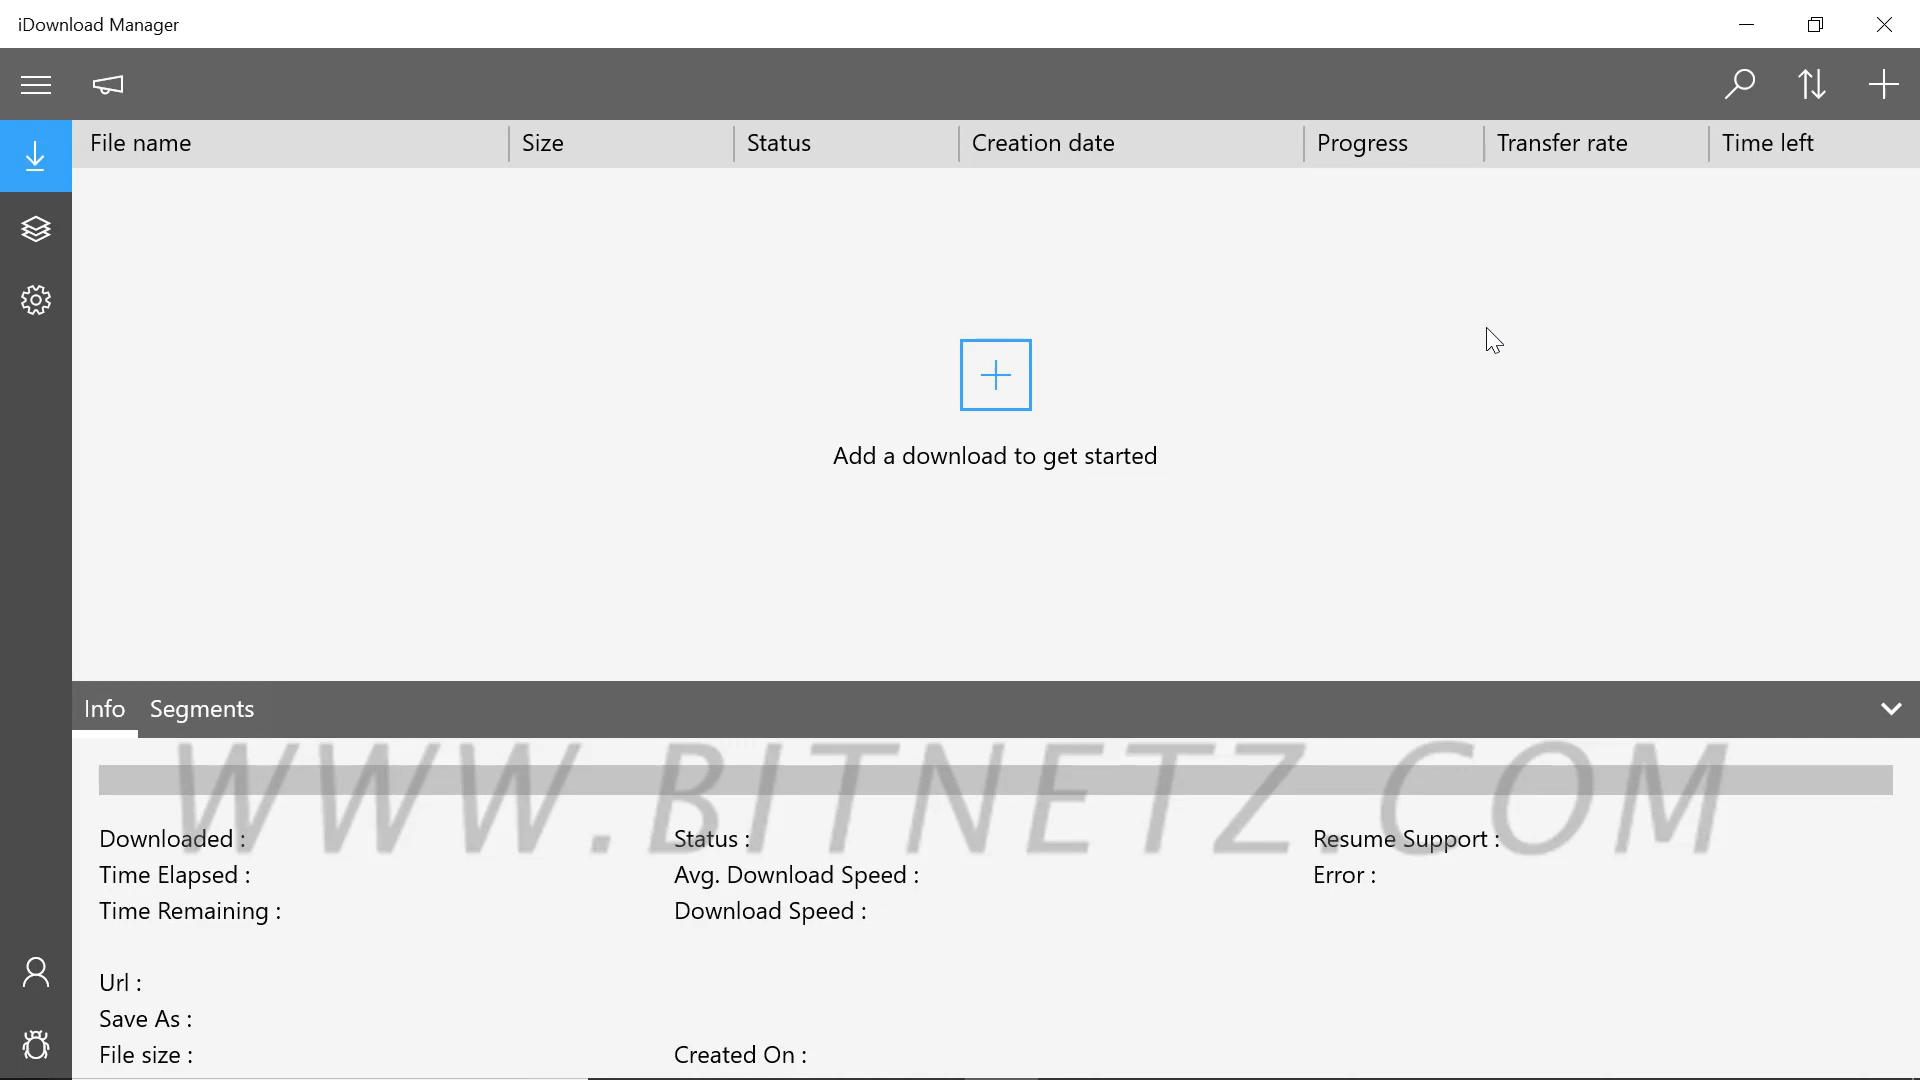 iDownload Manager
File name Size Status Creation date Progress Transfer rate Time left
Add a download to get started
Info Segments
WWW.BITNETZ.COM
Downloaded : Status : Resume Support :
Time Elapsed : Avg. Download Speed : Error :
Time Remaining : Download Speed :
Url :
Save As :
File size : Created On :